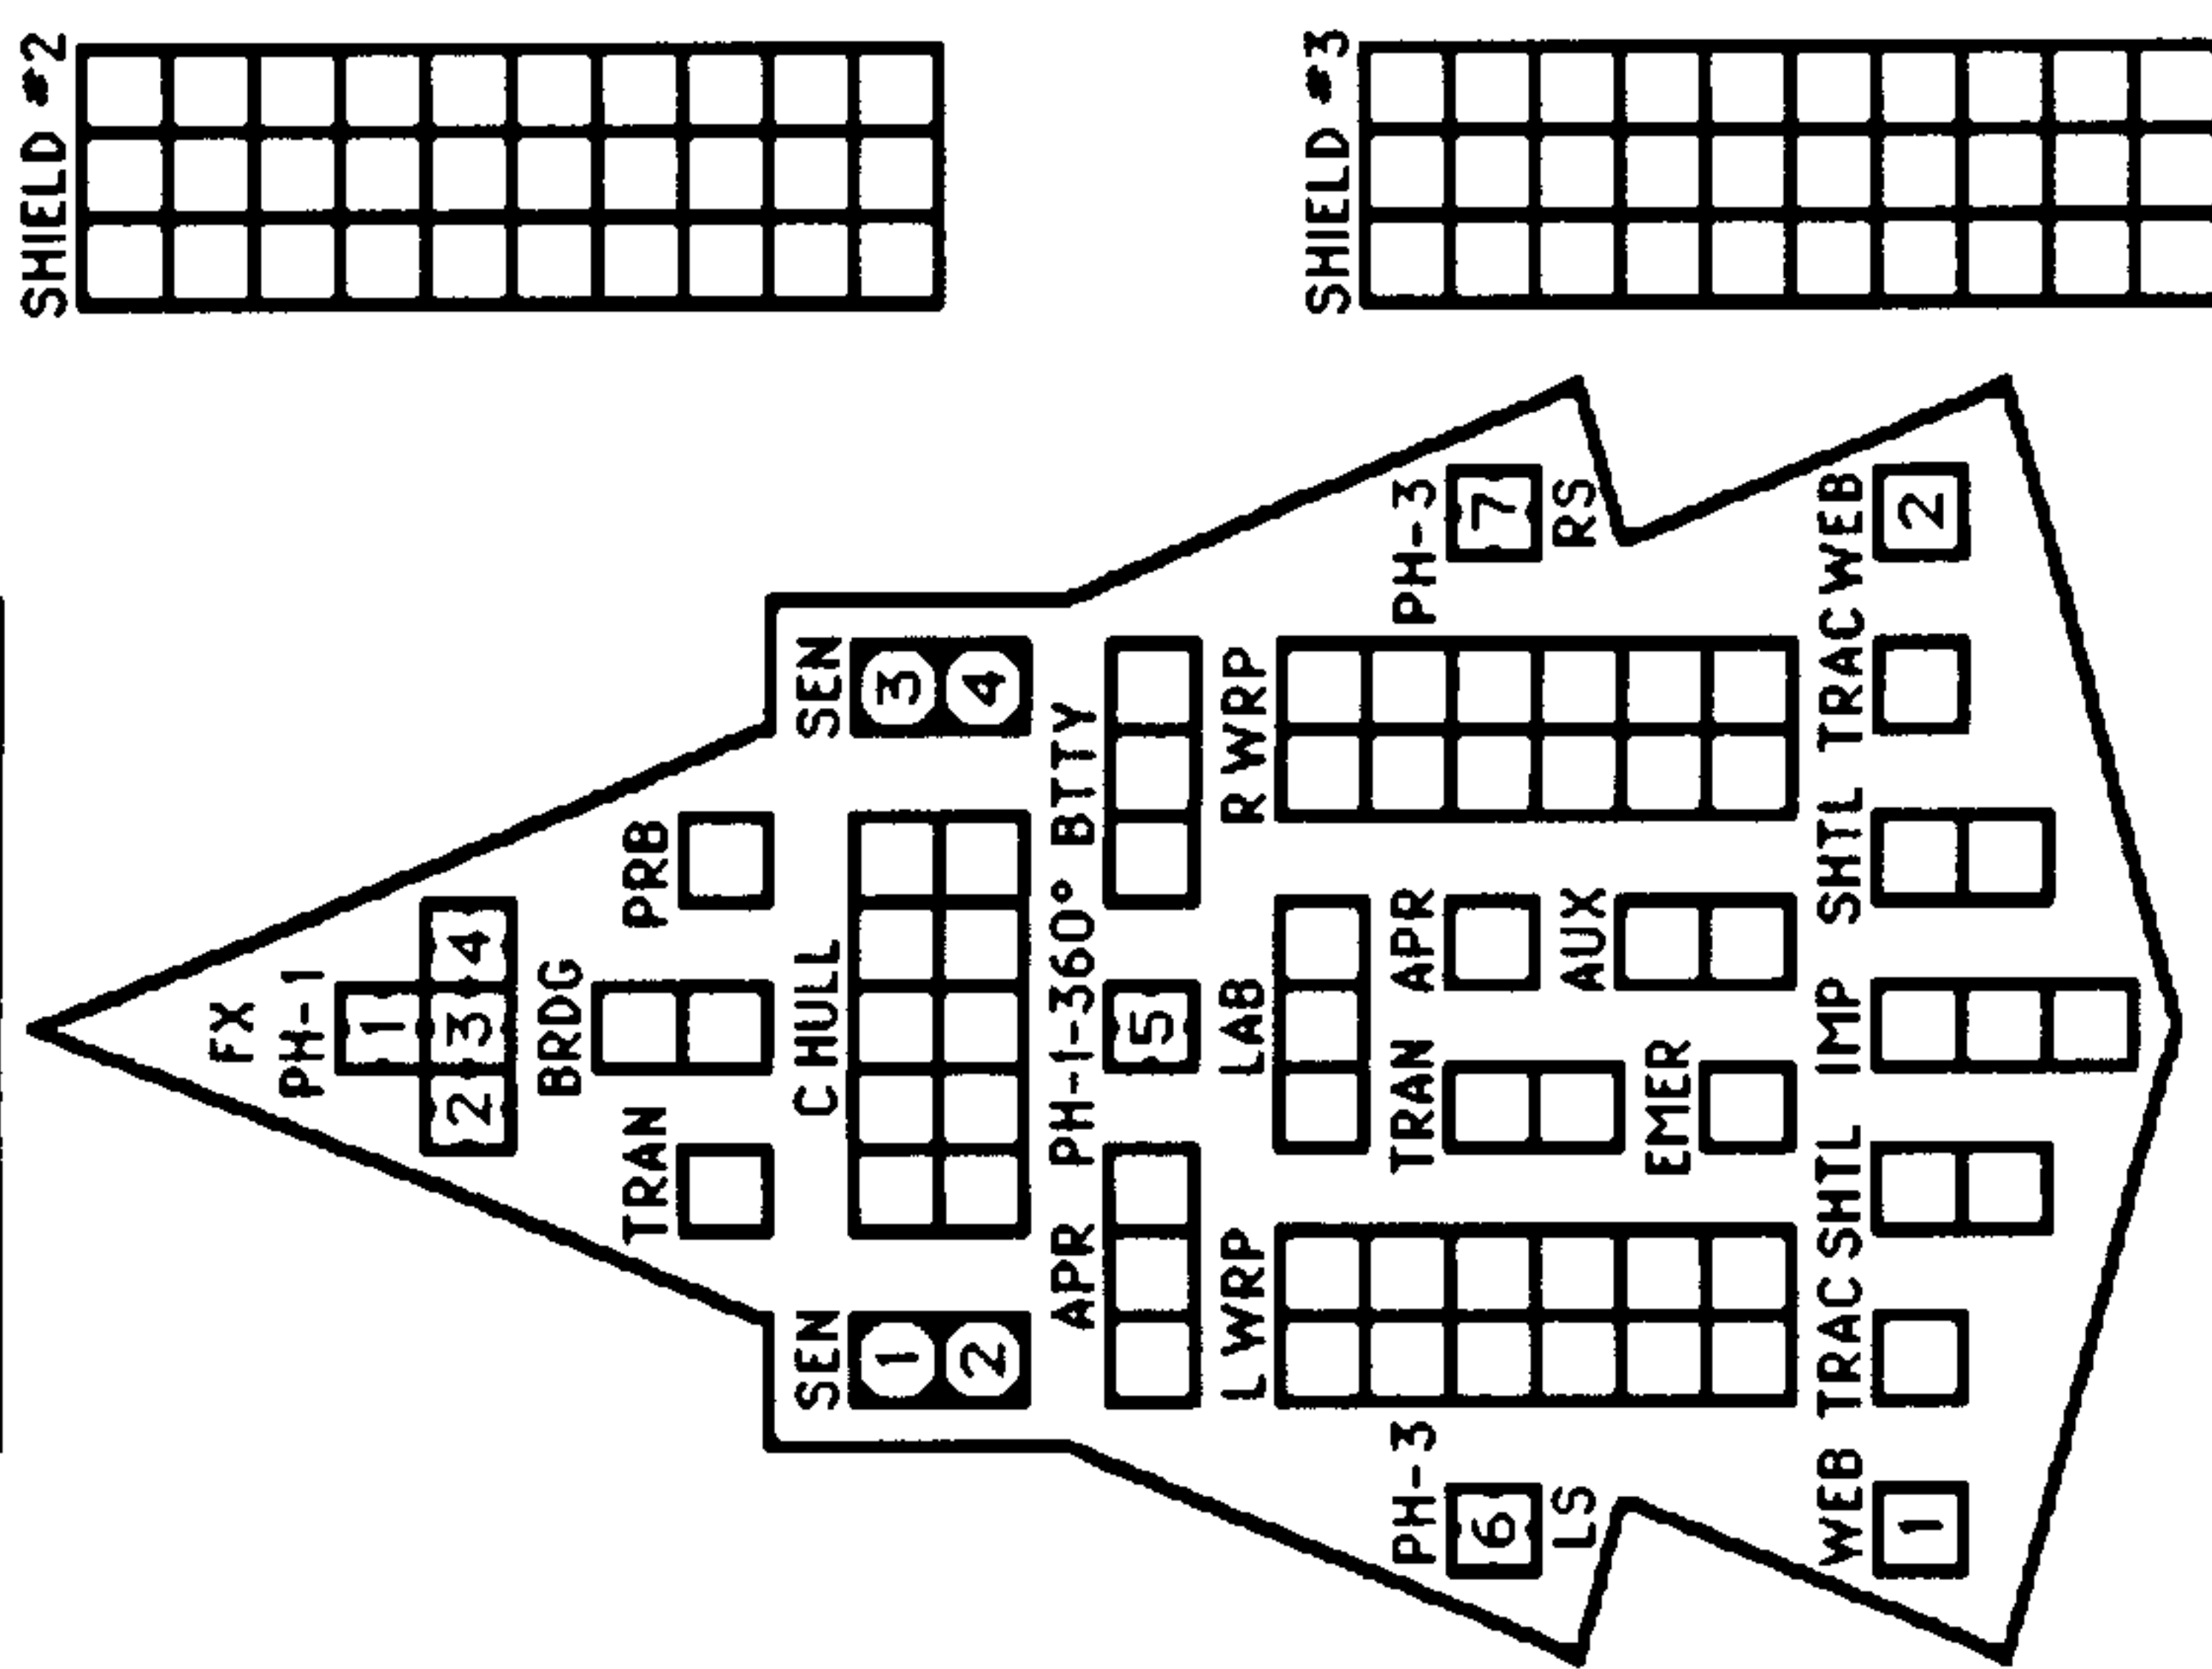 SHIELD #2
FX
PH-1
1
2 3 4
BRDG
TRAN PRB
SEN C HULL SEN
1 3
2 4
APR PH-1-360° BTTY
5
L WRP LAB R WRP
SHIELD #3
PH-3 TRAN APR PH-3
6 7
LS AUX RS
EMER
WEB TRAC SHTL IMP SHTL TRAC WEB
1 2